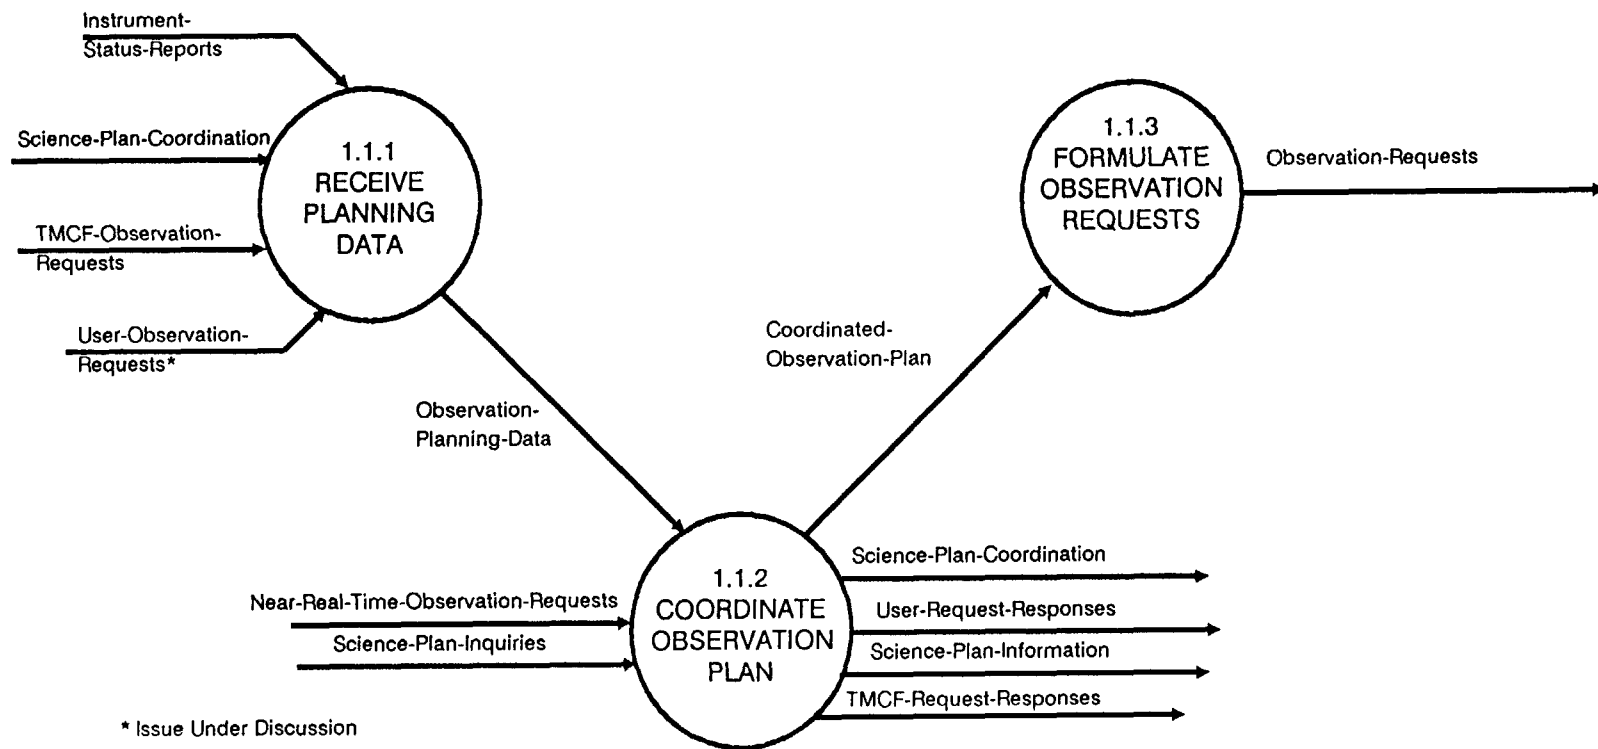 Instrument-
Status-Reports
Science-Plan-Coordination
TMCF-Observation-
Requests
User-Observation-
Requests*
1.1.1
RECEIVE
PLANNING
DATA
Observation-
Planning-Data
1.1.3
FORMULATE
OBSERVATION
REQUESTS
Observation-Requests
Coordinated-
Observation-Plan
Near-Real-Time-Observation-Requests
Science-Plan-Inquiries
1.1.2
COORDINATE
OBSERVATION
PLAN
Science-Plan-Coordination
User-Request-Responses
Science-Plan-Information
TMCF-Request-Responses
* Issue Under Discussion